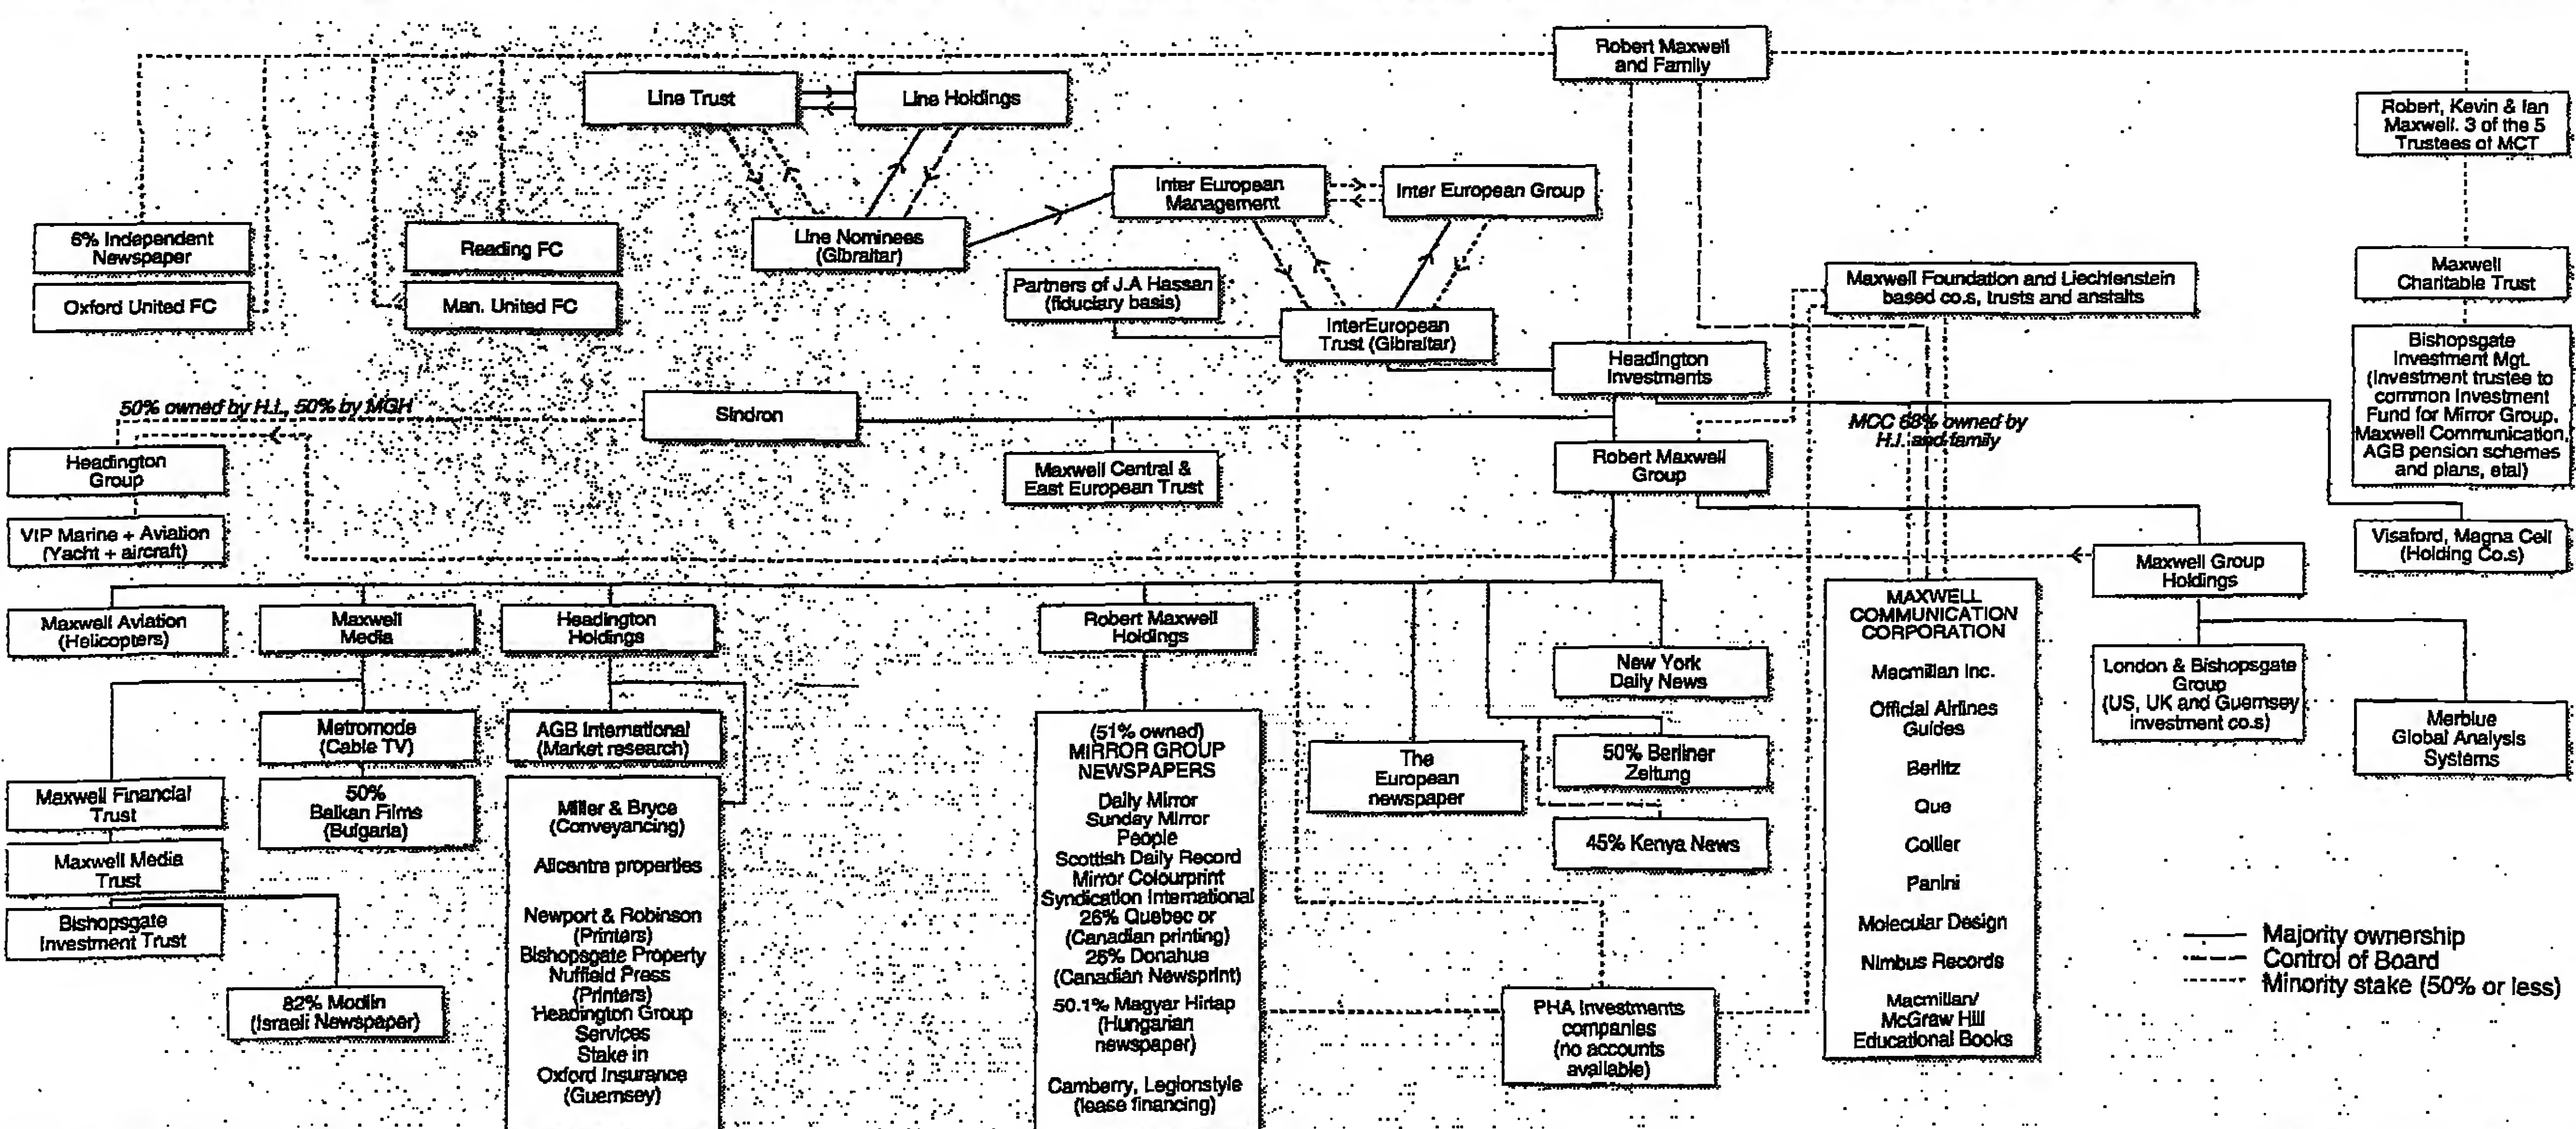 Robert Maxwell
and Family
Line Trust
Line Holdings
Robert, Kevin & Ian
Maxwell. 3 of the 5
Trustees of MCT
Inter European
Management
Inter European Group
6% Independent
Newspaper
Reading FC
Line Nominees
(Gibraltar)
Oxford United FC
Man. United FC
Partners of J.A Hassan
(fiduciary basis)
InterEuropean
Trust (Gibraltar)
Maxwell Foundation and Liechtenstein
based co.s, trusts and anstalts
Maxwell
Charitable Trust
Headington
Investments
Bishopsgate
Investment Mgt.
(Investment trustee to
common Investment
Fund for Mirror Group,
Maxwell Communication,
AGB pension schemes
and plans, etal)
50% owned by H.I., 50% by MGH
Sindron
MCC 68% owned by
H.I. and family
Headington
Group
Maxwell Central &
East European Trust
Robert Maxwell
Group
VIP Marine + Aviation
(Yacht + aircraft)
Visaford, Magna Cell
(Holding Co.s)
Maxwell Group
Holdings
Maxwell Aviation
(Helicopters)
Maxwell
Media
Headington
Holdings
Robert Maxwell
Holdings
New York
Daily News
London & Bishopsgate
Group
(US, UK and Guernsey
investment co.s)
Merblue
Global Analysis
Systems
Metromode
(Cable TV)
AGB International
(Market research)
The
European
newspaper
50% Berliner
Zeitung
45% Kenya News
Maxwell Financial
Trust
50%
Balkan Films
(Bulgaria)
Maxwell Media
Trust
Bishopsgate
Investment Trust
82% Modiin
(Israeli Newspaper)
Miller & Bryce
(Conveyancing)
Allcentre properties
Newport & Robinson
(Printers)
Bishopsgate Property
Nuffield Press
(Printers)
Headington Group
Services
Stake in
Oxford Insurance
(Guernsey)
(51% owned)
MIRROR GROUP
NEWSPAPERS
Daily Mirror
Sunday Mirror
People
Scottish Daily Record
Mirror Colourprint
Syndication International
26% Quebec or
(Canadian printing)
25% Donahue
(Canadian Newsprint)
50.1% Magyar Hirlap
(Hungarian
newspaper)
Camberry, Legionstyle
(lease financing)
PHA Investments
companies
(no accounts
available)
MAXWELL
COMMUNICATION
CORPORATION
Macmillan Inc.
Official Airlines
Guides
Berlitz
Que
Collier
Panini
Molecular Design
Nimbus Records
Macmillan/
McGraw Hill
Educational Books
Majority ownership
Control of Board
Minority stake (50% or less)